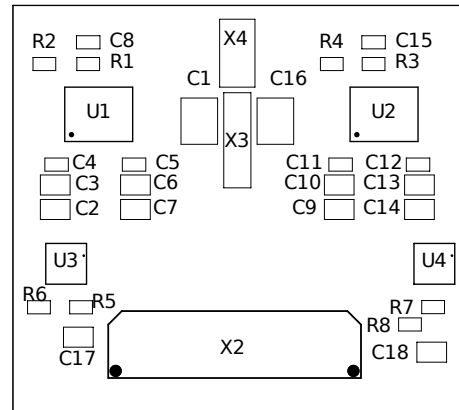 R2 C8 X4 R4 C15
R1 R3
C1 C16
U1 X3 U2
C4 C5 C11 C12
C3 C6 C10 C13
C2 C7 C9 C14
U3 U4
R6 R5 R7
R8
C17 X2 C18